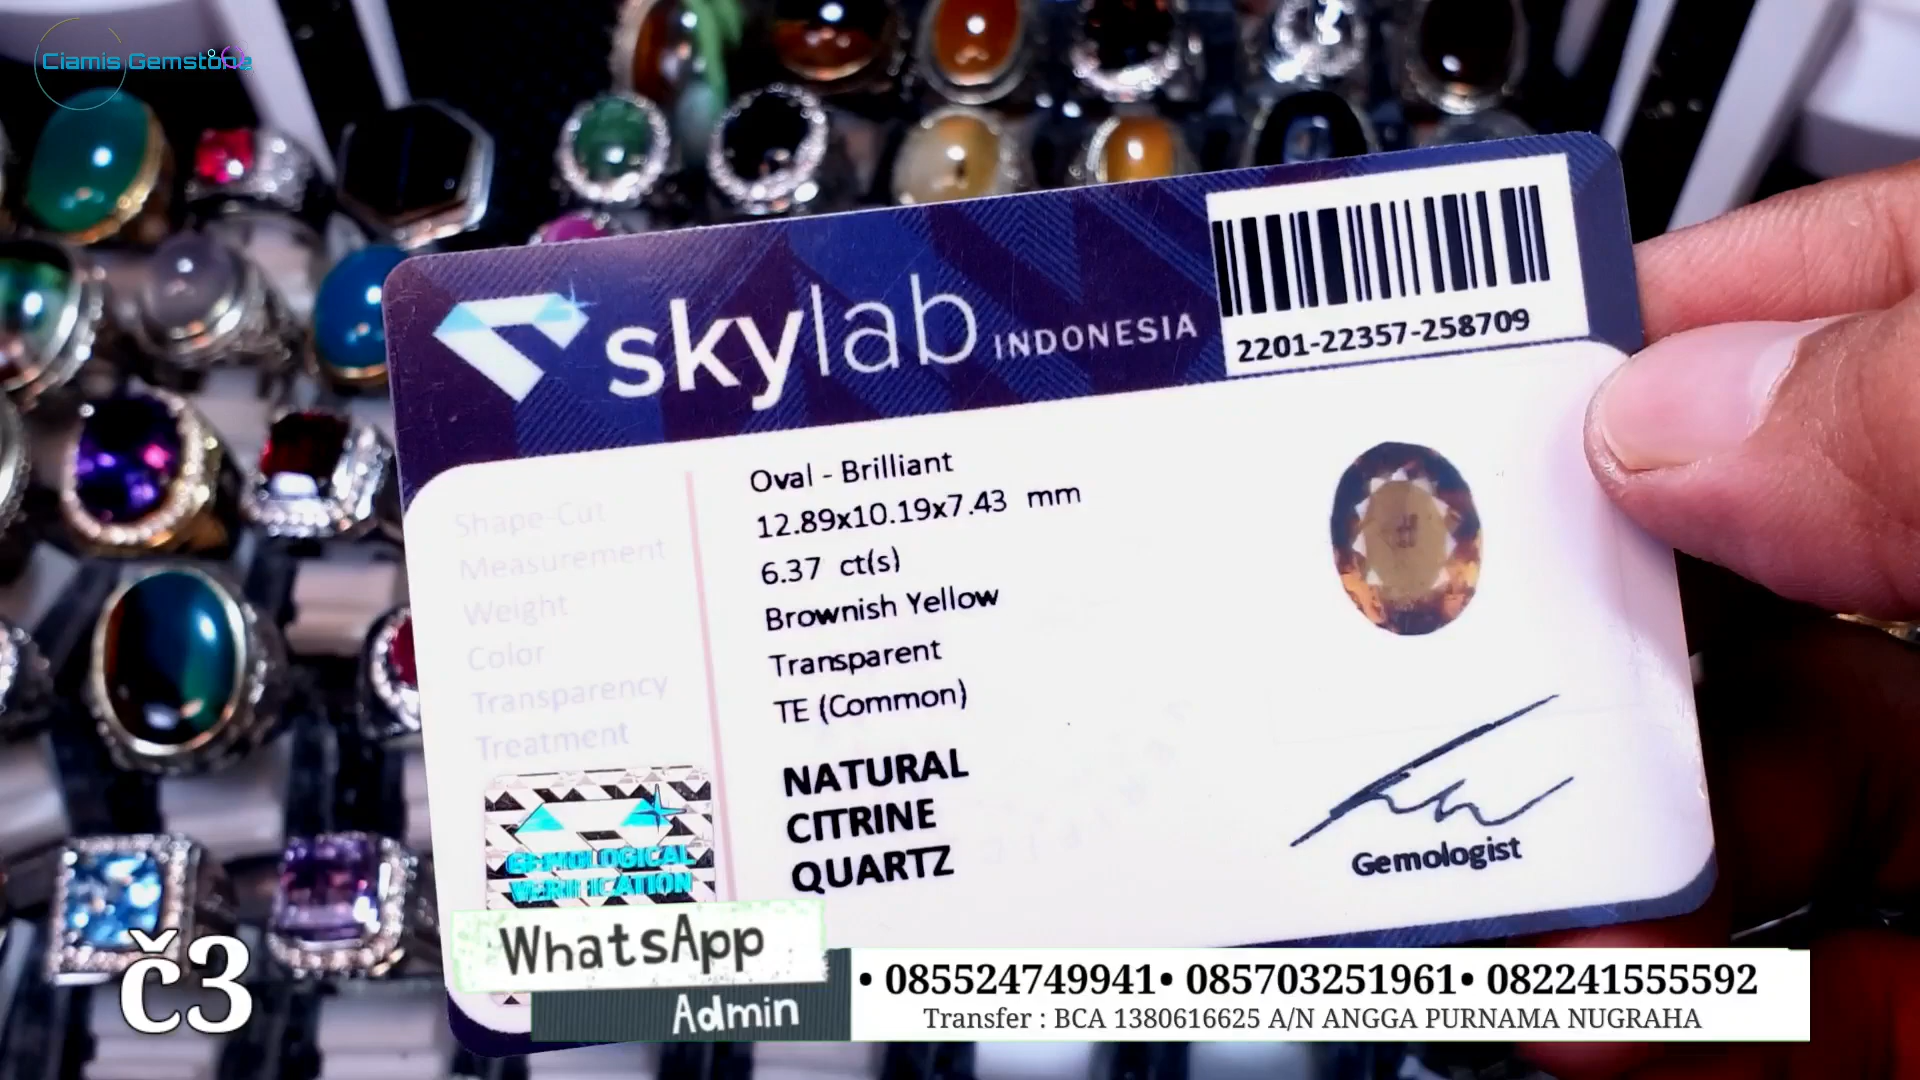 Ciamis Gemstone
skylab INDONESIA
2201-22357-258709
Shape-Cut
Oval - Brilliant
Measurement
12.89x10.19x7.43 mm
Weight
6.37 ct(s)
Color
Brownish Yellow
Transparency
Transparent
Treatment
TE (Common)
NATURAL
CITRINE
QUARTZ
GEMOLOGICAL
VERIFICATION
Gemologist
č3
WhatsApp
Admin
• 085524749941• 085703251961• 082241555592
Transfer : BCA 1380616625 A/N ANGGA PURNAMA NUGRAHA